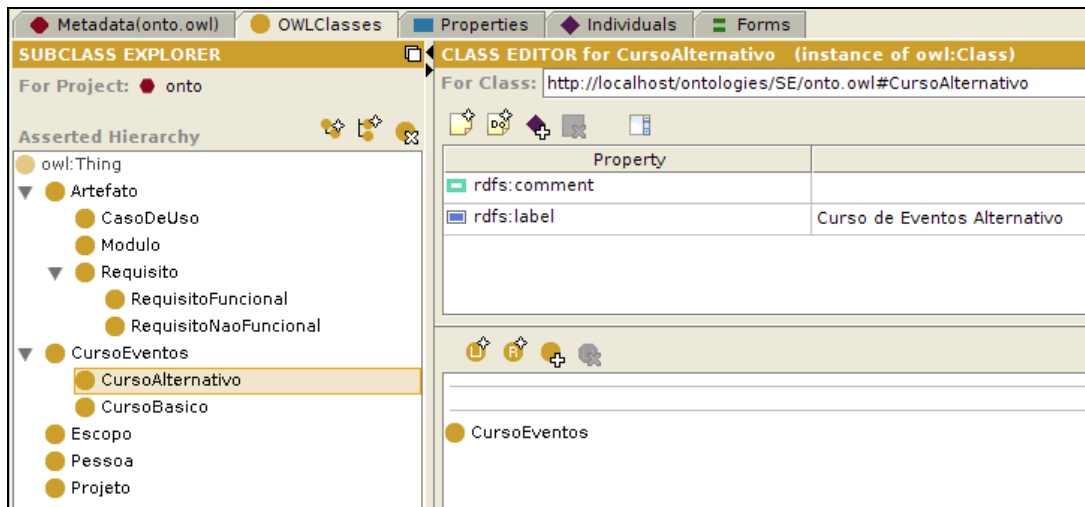 Metadata(onto.owl) OWLClasses Properties Individuals Forms
SUBCLASS EXPLORER
For Project: onto
Asserted Hierarchy
owl:Thing
Artefato
CasoDeUso
Modulo
Requisito
RequisitoFuncional
RequisitoNaoFuncional
CursoEventos
CursoAlternativo
CursoBasico
Escopo
Pessoa
Projeto
CLASS EDITOR for CursoAlternativo (instance of owl:Class)
For Class: http://localhost/ontologies/SE/onto.owl#CursoAlternativo
Property
rdfs:comment
rdfs:label Curso de Eventos Alternativo
CursoEventos